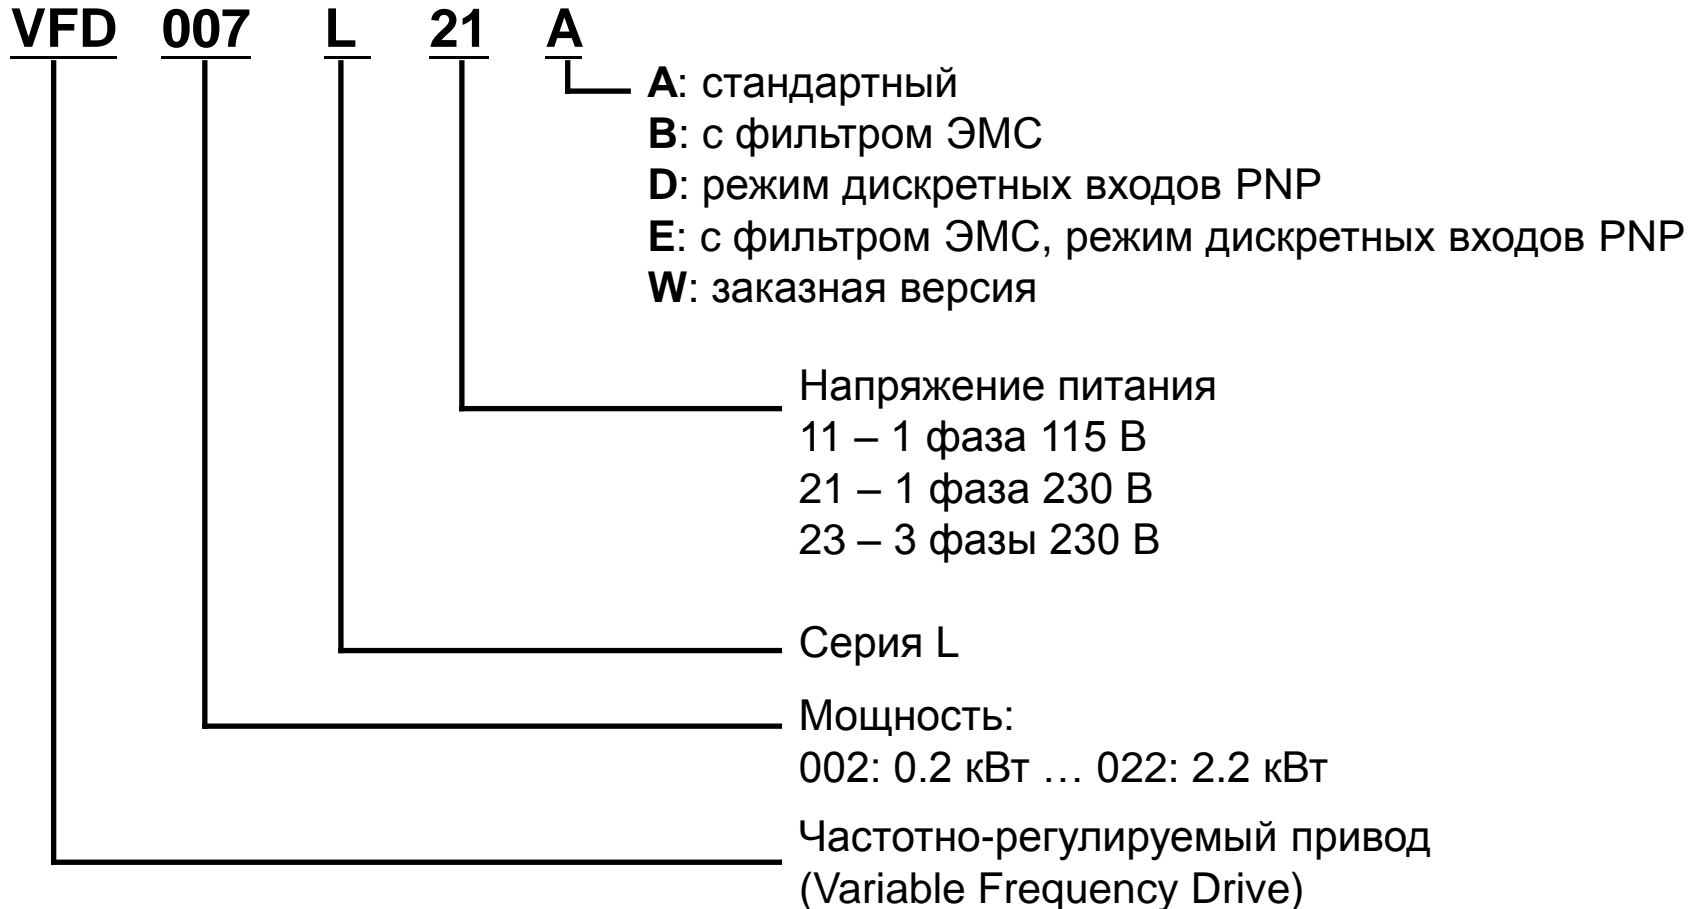 VFD 007 L 21 A
A: стандартный
B: с фильтром ЭМС
D: режим дискретных входов PNP
E: с фильтром ЭМС, режим дискретных входов PNP
W: заказная версия
Напряжение питания
11 – 1 фаза 115 В
21 – 1 фаза 230 В
23 – 3 фазы 230 В
Серия L
Мощность:
002: 0.2 кВт … 022: 2.2 кВт
Частотно-регулируемый привод
(Variable Frequency Drive)